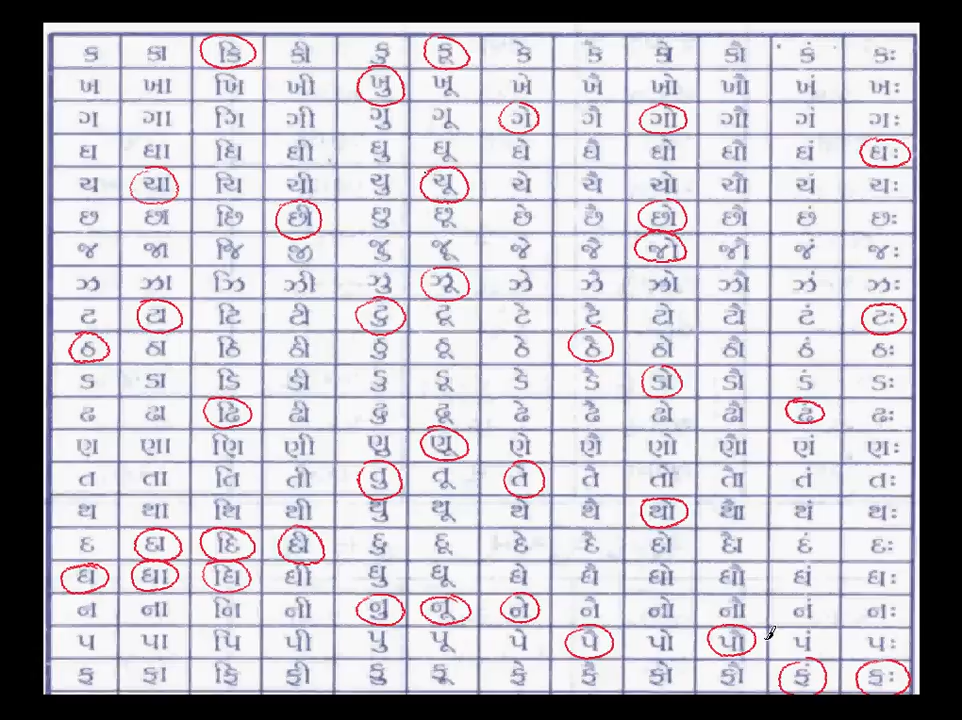 ક કા કિ કી કુ કૂ કે કૈ કો કૌ કં કઃ
ખ ખા ખિ ખી ખુ ખૂ ખે ખૈ ખો ખૌ ખં ખઃ
ગ ગા ગિ ગી ગુ ગૂ ગે ગૈ ગો ગૌ ગં ગઃ
ઘ ઘા ઘિ ઘી ઘુ ઘૂ ઘે ઘૈ ઘો ઘૌ ઘં ઘઃ
ચ ચા ચિ ચી ચુ ચૂ ચે ચૈ ચો ચૌ ચં ચઃ
છ છા છિ છી છુ છૂ છે છૈ છો છૌ છં છઃ
જ જા જિ જી જુ જૂ જે જૈ જો જૌ જં જઃ
ઝ ઝા ઝિ ઝી ઝુ ઝૂ ઝે ઝૈ ઝો ઝૌ ઝં ઝઃ
ટ ટા ટિ ટી ટુ ટૂ ટે ટૈ ટો ટૌ ટં ટઃ
ઠ ઠા ઠિ ઠી ઠુ ઠૂ ઠે ઠૈ ઠો ઠૌ ઠં ઠઃ
ડ ડા ડિ ડી ડુ ડૂ ડે ડૈ ડો ડૌ ડં ડઃ
ઢ ઢા ઢિ ઢી ઢુ ઢૂ ઢે ઢૈ ઢો ઢૌ ઢં ઢઃ
ણ ણા ણિ ણી ણુ ણૂ ણે ણૈ ણો ણૌ ણં ણઃ
ત તા તિ તી તુ તૂ તે તૈ તો તૌ તં તઃ
થ થા થિ થી થુ થૂ થે થૈ થો થૌ થં થઃ
દ દા દિ દી દુ દૂ દે દૈ દો દૌ દં દઃ
ધ ધા ધિ ધી ધુ ધૂ ધે ધૈ ધો ધૌ ધં ધઃ
ન ના નિ ની નુ નૂ ને નૈ નો નૌ નં નઃ
પ પા પિ પી પુ પૂ પે પૈ પો પૌ પં પઃ
ફ ફા ફિ ફી ફુ ફૂ ફે ફૈ ફો ફૌ ફં ફઃ